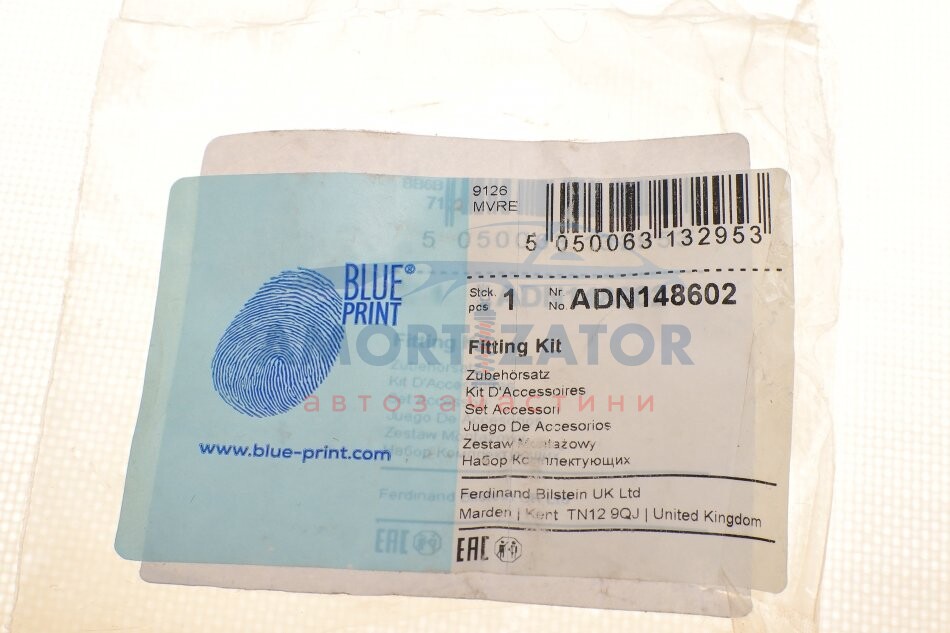 9126
MVRE
5 050063 132953
BLUE®
PRINT
Stck. 1 Nr. ADN148602
pcs No.
Fitting Kit
Zubehörsatz
Kit D'Accessoires
Set Accessori
Juego De Accesorios
Zestaw Montażowy
Набор Комплектующих
www.blue-print.com
Ferdinand Bilstein UK Ltd
Marden | Kent TN12 9QJ | United Kingdom
EAC
MORTIZATOR
автозапчастини